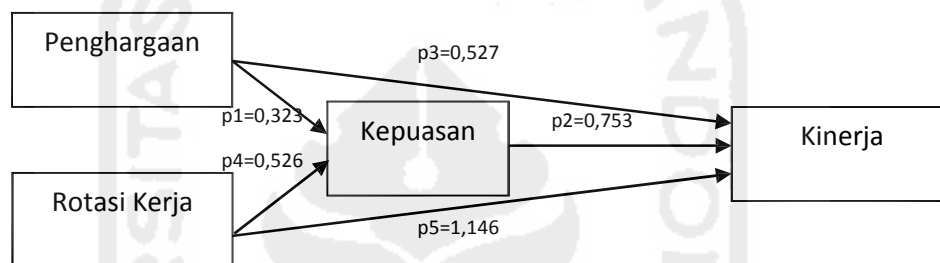 Penghargaan
p3=0,527
p1=0,323
Kepuasan
p2=0,753
Kinerja
p4=0,526
Rotasi Kerja
p5=1,146